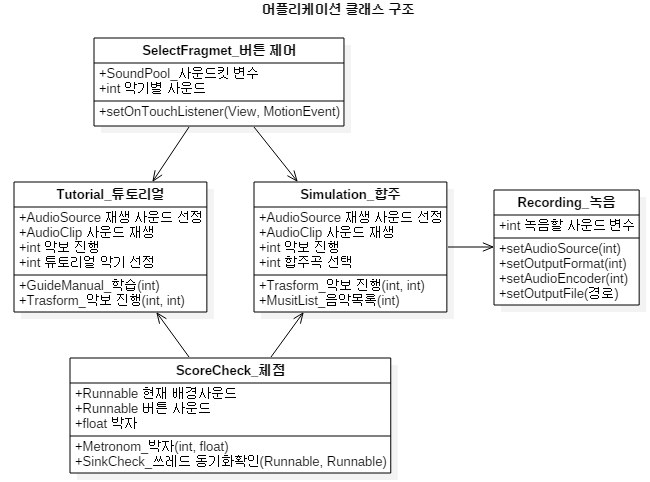 어플리케이션 클래스 구조
SelectFragmet_버튼 제어
+SoundPool_사운드킷 변수
+int 악기별 사운드
+setOnTouchListener(View, MotionEvent)
Tutorial_튜토리얼
+AudioSource 재생 사운드 선정
+AudioClip 사운드 재생
+int 악보 진행
+int 튜토리얼 악기 선정
+GuideManual_학습(int)
+Trasform_악보 진행(int, int)
Simulation_합주
+AudioSource 재생 사운드 선정
+AudioClip 사운드 재생
+int 악보 진행
+int 합주곡 선택
+Trasform_악보 진행(int, int)
+MusitList_음악목록(int)
Recording_녹음
+int 녹음할 사운드 변수
+setAudioSource(int)
+setOutputFormat(int)
+setAudioEncoder(int)
+setOutputFile(경로)
ScoreCheck_체점
+Runnable 현재 배경사운드
+Runnable 버튼 사운드
+float 박자
+Metronom_박자(int, float)
+SinkCheck_쓰레드 동기화확인(Runnable, Runnable)